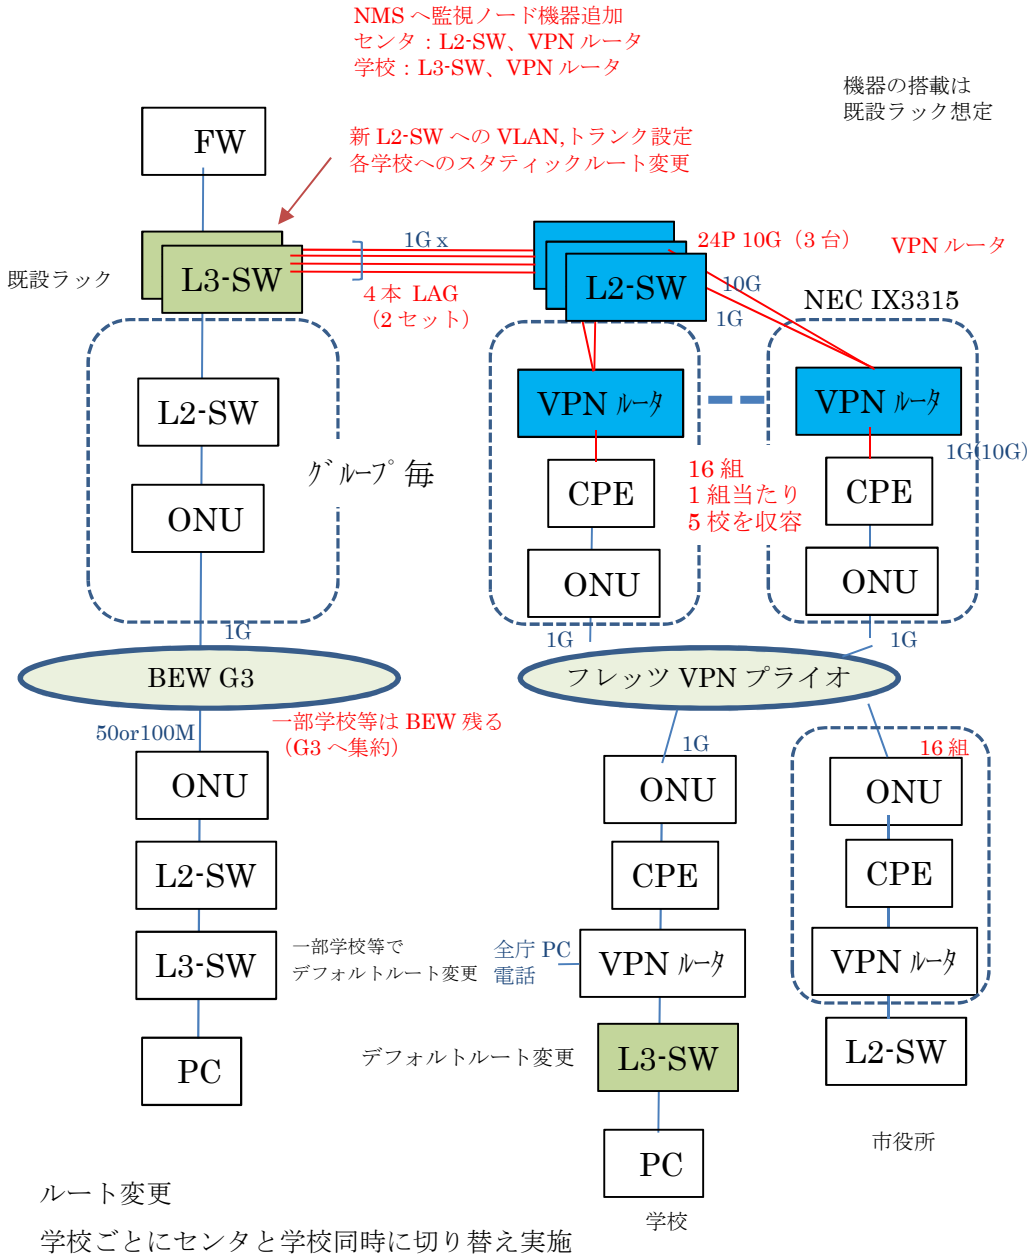 NMS へ監視ノード機器追加
センタ：L2-SW、VPN ルータ
学校：L3-SW、VPN ルータ
機器の搭載は
既設ラック想定
FW
新 L2-SW への VLAN,トランク設定
各学校へのスタティックルート変更
既設ラック
L3-SW
1G x
4本 LAG
（2 セット）
L2-SW
24P 10G（3 台）
VPN ルータ
10G
1G
NEC IX3315
L2-SW
ONU
グループ毎
1G
VPN ルータ
CPE
ONU
1G
16 組
1 組当たり
5 校を収容
VPN ルータ
1G(10G)
CPE
ONU
1G
BEW G3
フレッツ VPN プライオ
50or100M
一部学校等は BEW 残る
（G3 へ集約）
ONU
L2-SW
L3-SW
一部学校等で
デフォルトルート変更
PC
1G
ONU
CPE
全庁 PC
電話
VPN ルータ
デフォルトルート変更
L3-SW
PC
学校
16 組
ONU
CPE
VPN ルータ
L2-SW
市役所
ルート変更
学校ごとにセンタと学校同時に切り替え実施